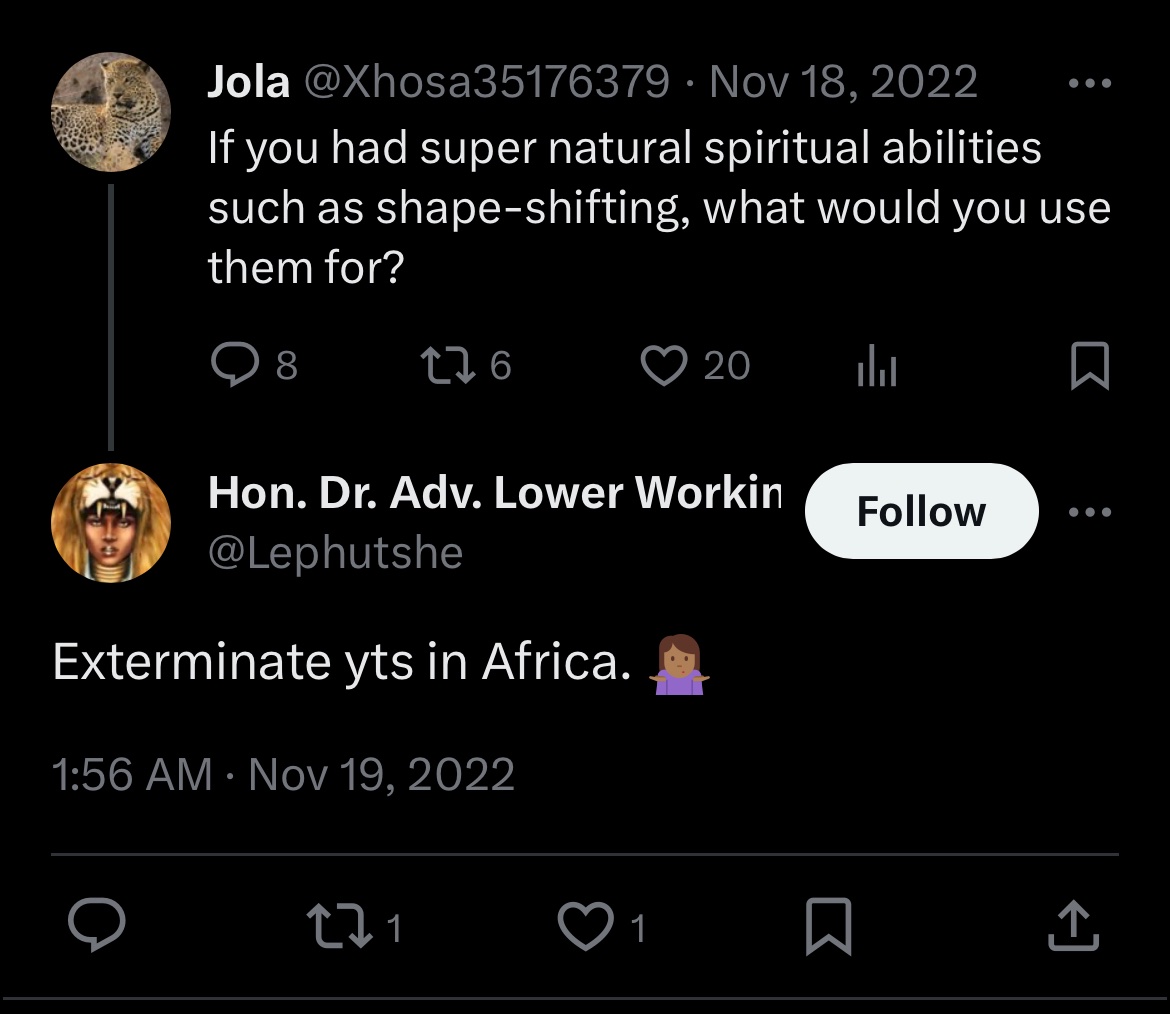 Jola @Xhosa35176379 · Nov 18, 2022
If you had super natural spiritual abilities
such as shape-shifting, what would you use
them for?
8 6 20
Hon. Dr. Adv. Lower Workin
Follow
@Lephutshe
Exterminate yts in Africa. 🤷🏽‍♀️
1:56 AM · Nov 19, 2022
1 1